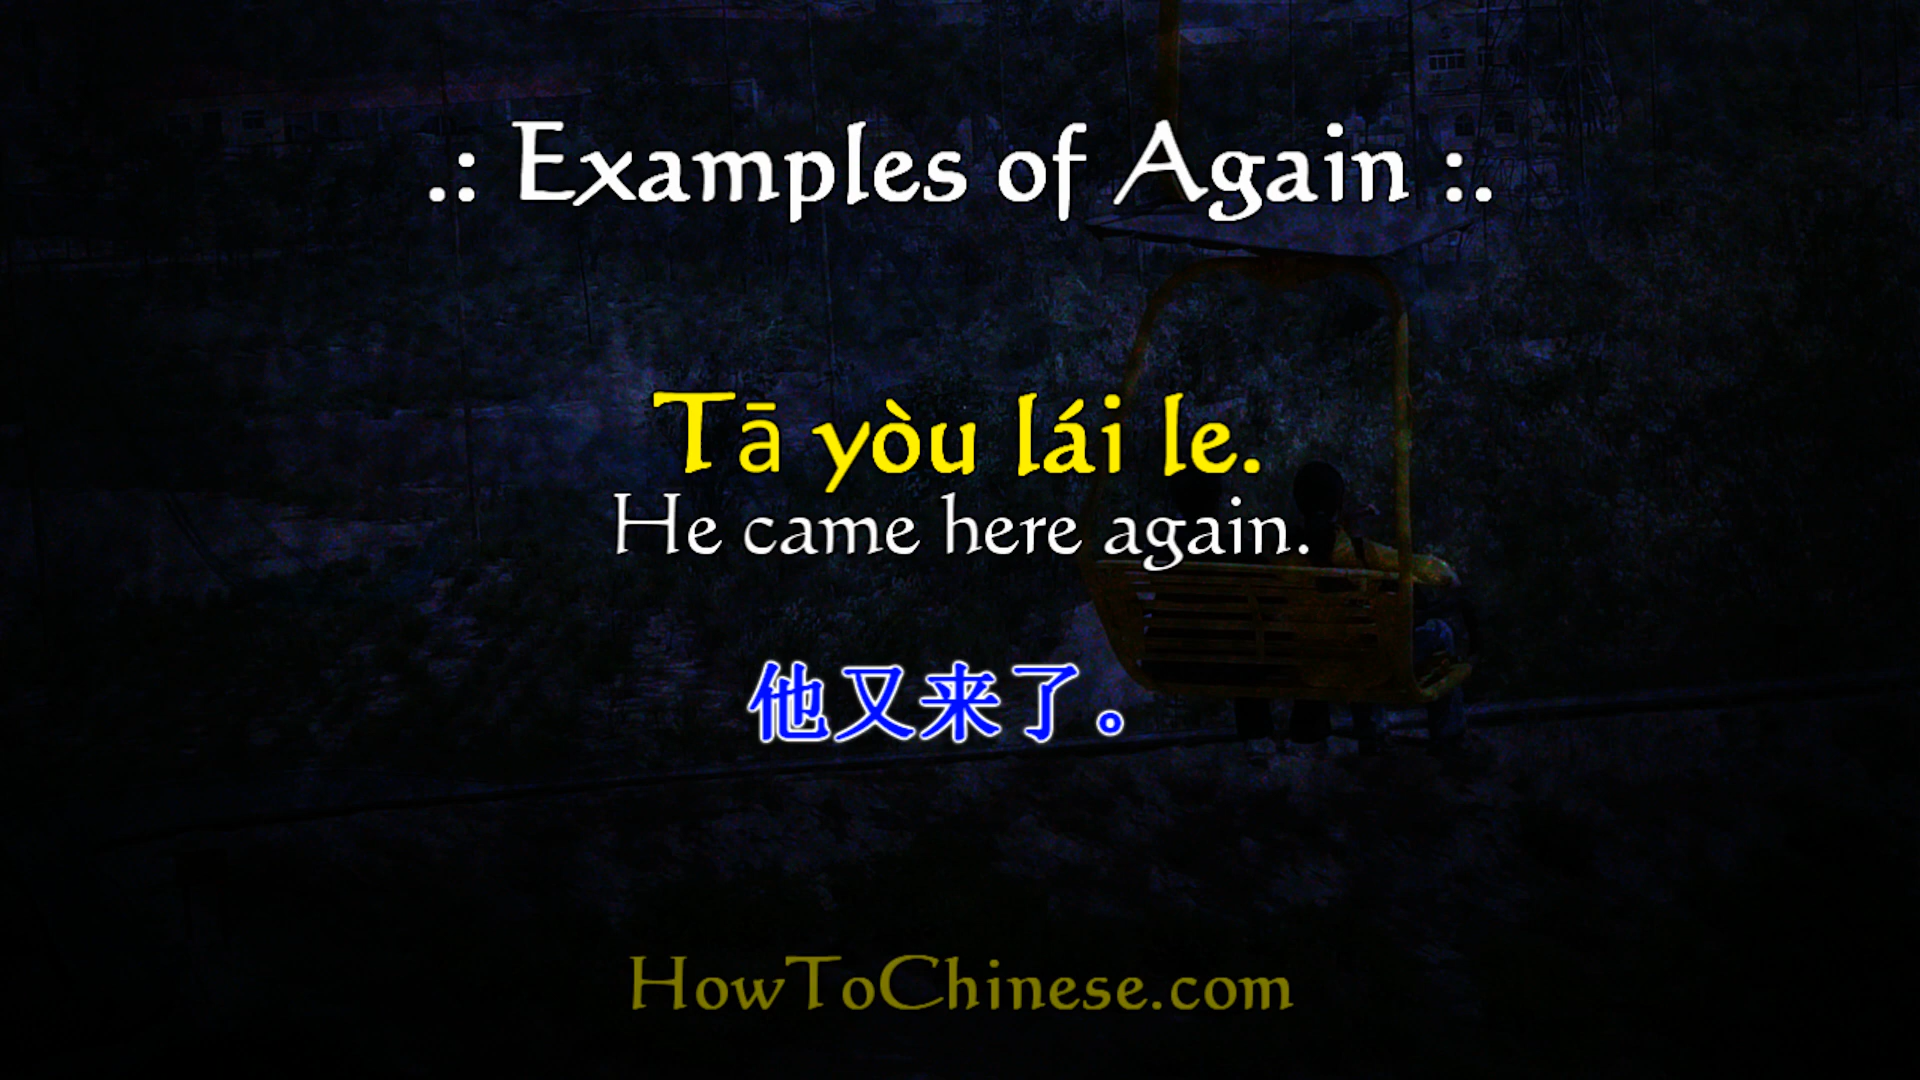 .: Examples of Again :.
Tā yòu lái le.
He came here again.
他又来了。
HowToChinese.com